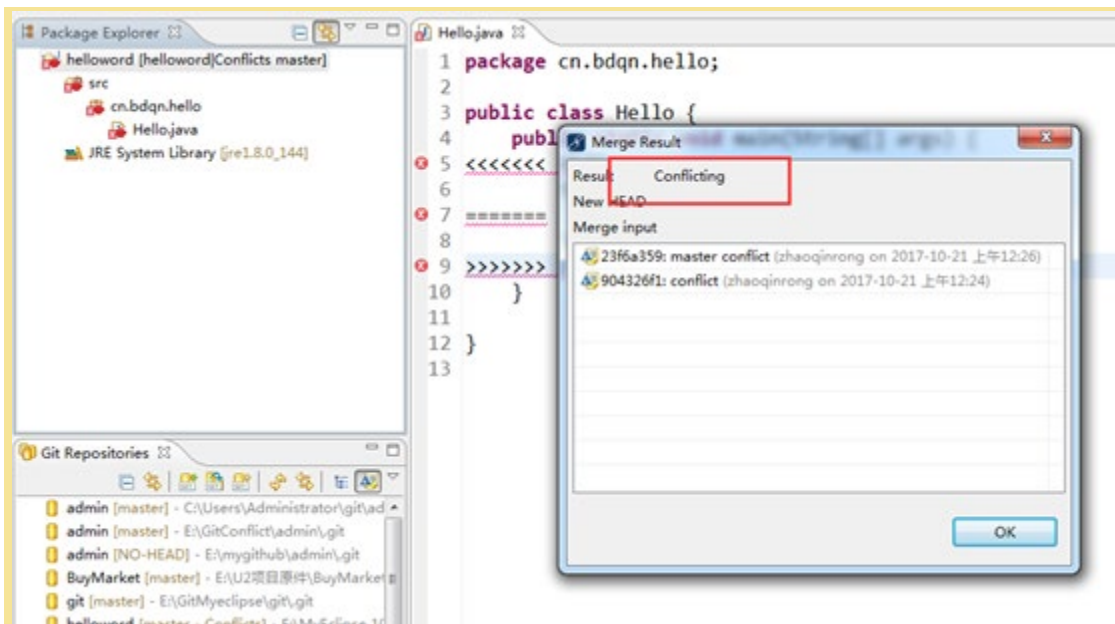 Package Explorer
helloword [helloword|Conflicts master]
src
cn.bdqn.hello
Hello.java
JRE System Library [jre1.8.0_144]
Git Repositories
admin [master] - C:\Users\Administrator\git\ad
admin [master] - E:\GitConflict\admin\.git
admin [NO-HEAD] - E:\mygithub\admin\.git
BuyMarket [master] - E:\U2项目原件\BuyMarket
git [master] - E:\GitMyeclipse\git\.git
Hello.java
1 package cn.bdqn.hello;
2
3 public class Hello {
4 publ void main(String[] args) {
5 <<<<<<<
6
7 =======
8
9 >>>>>>>
10 }
11
12 }
13
Merge Result
Result Conflicting
New HEAD
Merge input
23f6a359: master conflict (zhaoqinrong on 2017-10-21 上午12:26)
904326f1: conflict (zhaoqinrong on 2017-10-21 上午12:24)
OK